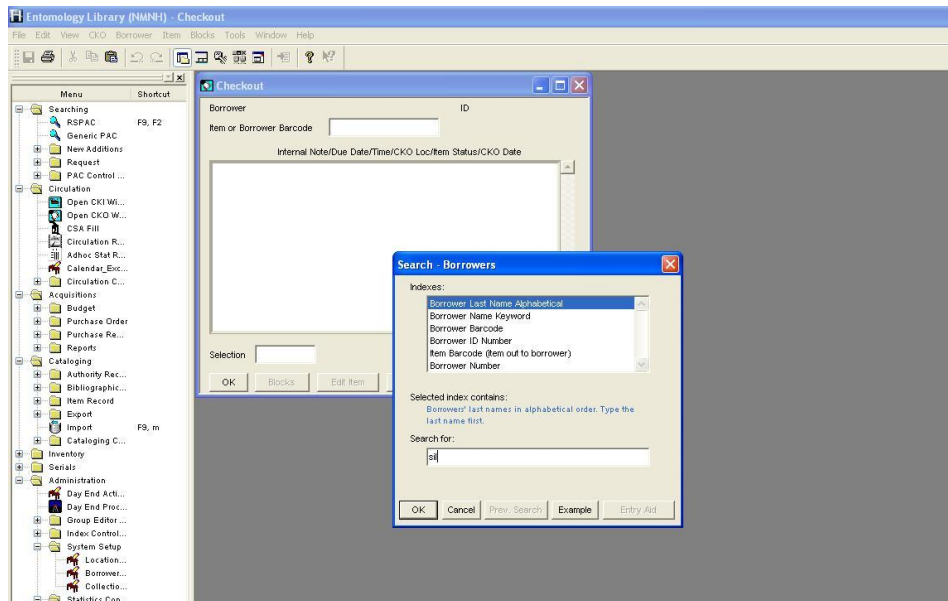 Entomology Library (NMNH) - Checkout
File Edit View CKO Borrower Item Blocks Tools Window Help
Menu Shortcut
Searching
RSPAC F9, F2
Generic PAC
New Additions
Request
PAC Control ...
Circulation
Open CKI Wi...
Open CKO W...
CSA Fill
Circulation R...
Adhoc Stat R...
Calendar_Exc...
Circulation C...
Acquisitions
Budget
Purchase Order
Purchase Re...
Reports
Cataloging
Authority Rec...
Bibliographic...
Item Record
Export
Import F9, m
Cataloging C...
Inventory
Serials
Administration
Day End Acti...
Day End Proc...
Group Editor ...
Index Control...
System Setup
Location...
Borrower...
Collectio...
Statistics Con...
Checkout
Borrower ID
Item or Borrower Barcode
Internal Note/Due Date/Time/CKO Loc/Item Status/CKO Date
Selection
OK Blocks Edit Item
Search - Borrowers
Indexes:
Borrower Last Name Alphabetical
Borrower Name Keyword
Borrower Barcode
Borrower ID Number
Item Barcode (Item out to borrower)
Borrower Number
Selected index contains:
Borrowers' last names in alphabetical order. Type the
last name first.
Search for:
sil
OK Cancel Prev. Search Example Entry Aid